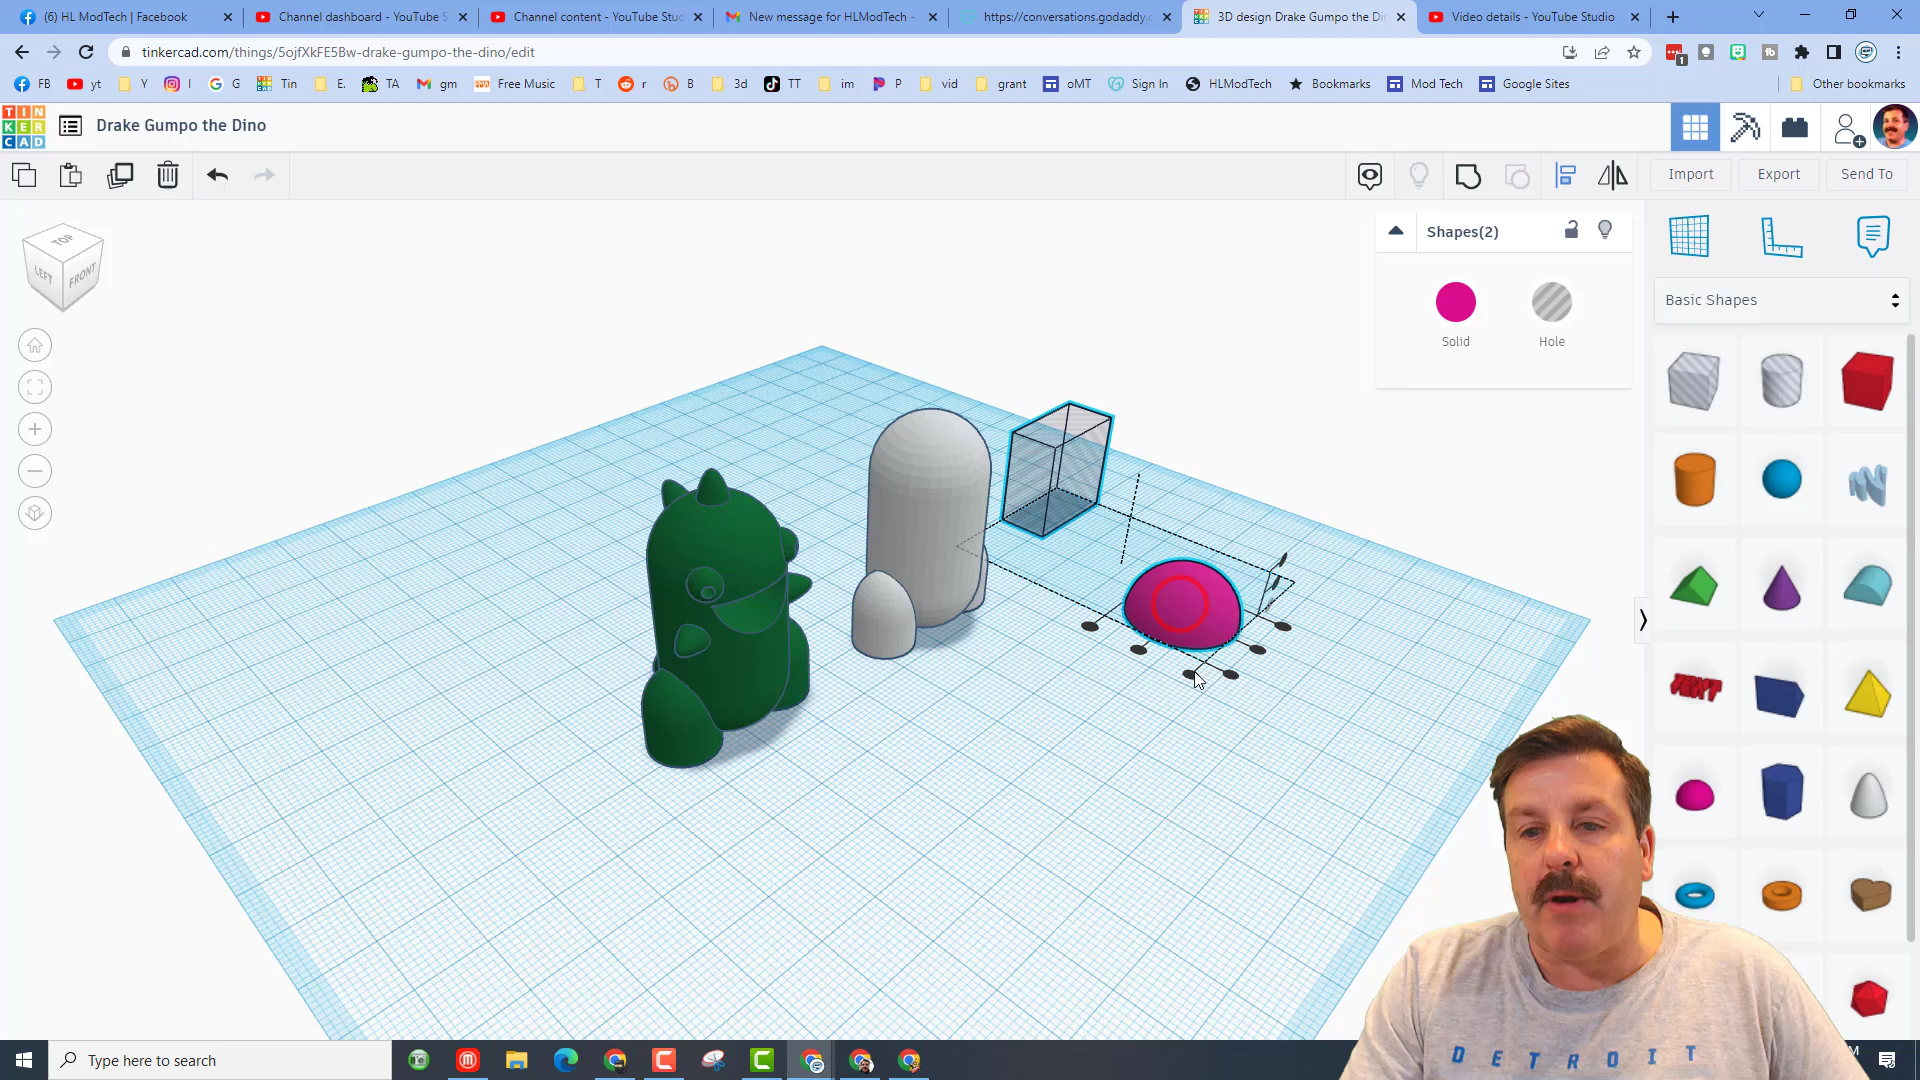 (6) HL ModTech | Facebook
Channel dashboard - YouTube S
Channel content - YouTube Stud
New message for HLModTech -
https://conversations.godaddy.c
3D design Drake Gumpo the Di
Video details - YouTube Studio
tinkercad.com/things/5ojfXkFE5Bw-drake-gumpo-the-dino/edit
1
FB
yt
Y
I
G
Tin
E.
TA
gm
Free Music
T
r
B
3d
TT
im
P
vid
grant
oMT
Sign In
HLModTech
Bookmarks
Mod Tech
Google Sites
Other bookmarks
TIN
KER
CAD
Drake Gumpo the Dino
Import
Export
Send To
TOP
LEFT
FRONT
Shapes(2)
Solid
Hole
Basic Shapes
TEXT
DETROIT
Type here to search
M